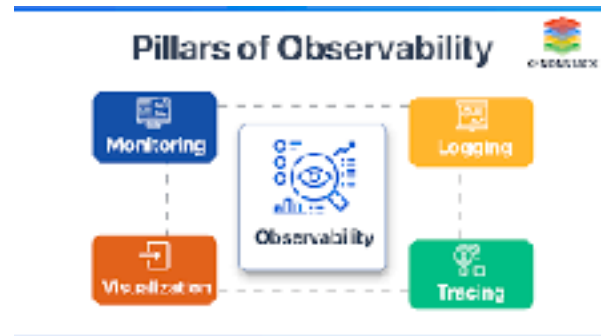 Pillars of Observability
Monitoring
Logging
Observability
Visualization
Tracing